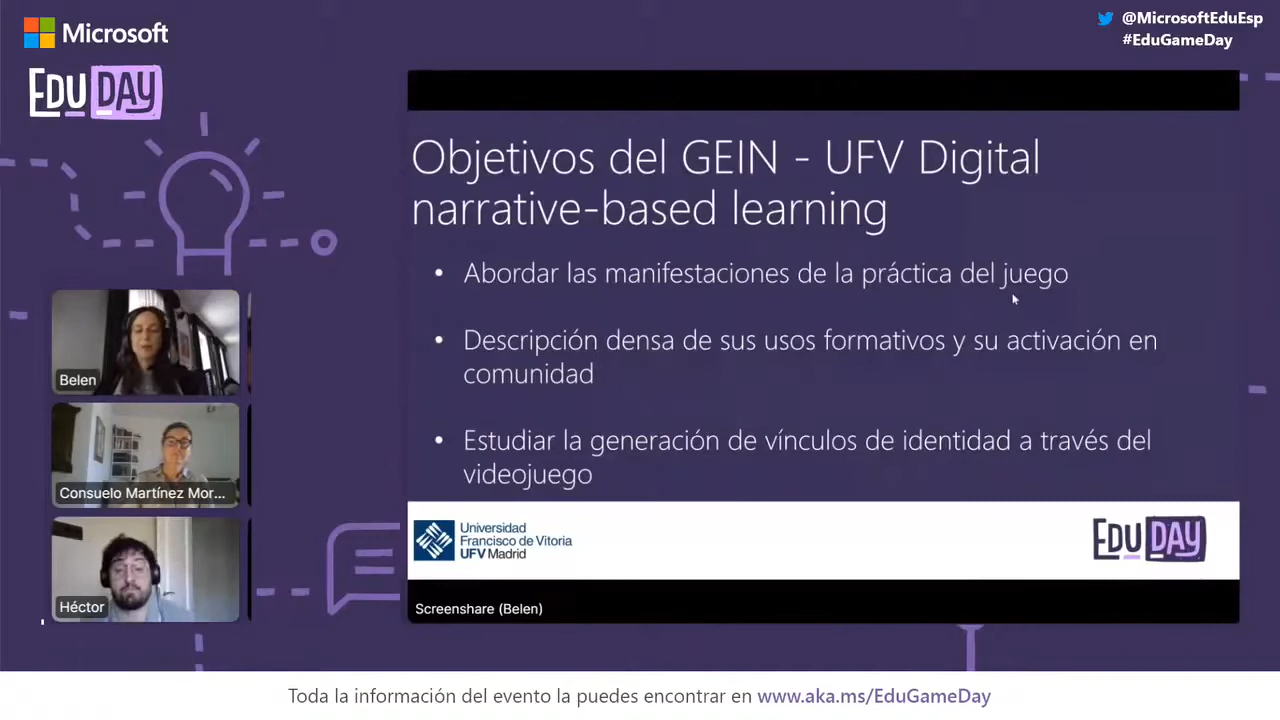 Microsoft
EDU DAY
@MicrosoftEduEsp
#EduGameDay
Objetivos del GEIN - UFV Digital
narrative-based learning
• Abordar las manifestaciones de la práctica del juego
• Descripción densa de sus usos formativos y su activación en
comunidad
• Estudiar la generación de vínculos de identidad a través del
videojuego
Belen
Consuelo Martínez Mor...
Héctor
Universidad
Francisco de Vitoria
UFV Madrid
EDU DAY
Screenshare (Belen)
Toda la información del evento la puedes encontrar en www.aka.ms/EduGameDay